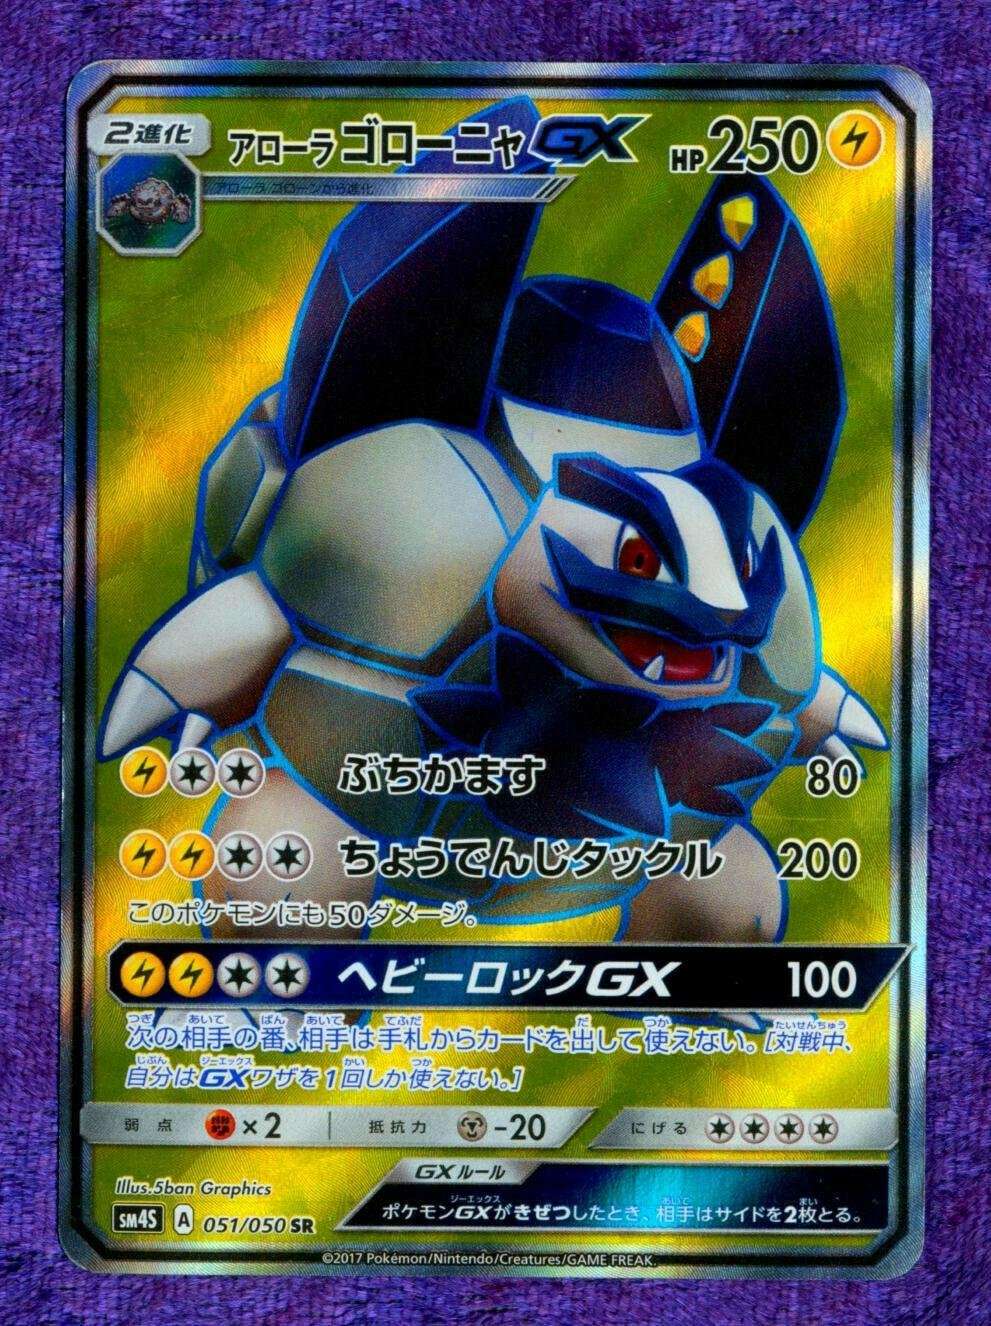 2進化
アローラゴローニャGX HP250
アローラ ゴローンから進化
ぶちかます 80
ちょうでんじタックル 200
このポケモンにも50ダメージ。
ヘビーロックGX 100
次の相手の番、相手は手札からカードを出して使えない。[対戦中、
自分はGXワザを1回しか使えない。]
弱点 ×2 抵抗力 -20 にげる
GXルール
ポケモンGXがきぜつしたとき、相手はサイドを2枚とる。
Illus.5ban Graphics
SM4S A 051/050 SR
©2017 Pokémon/Nintendo/Creatures/GAME FREAK.